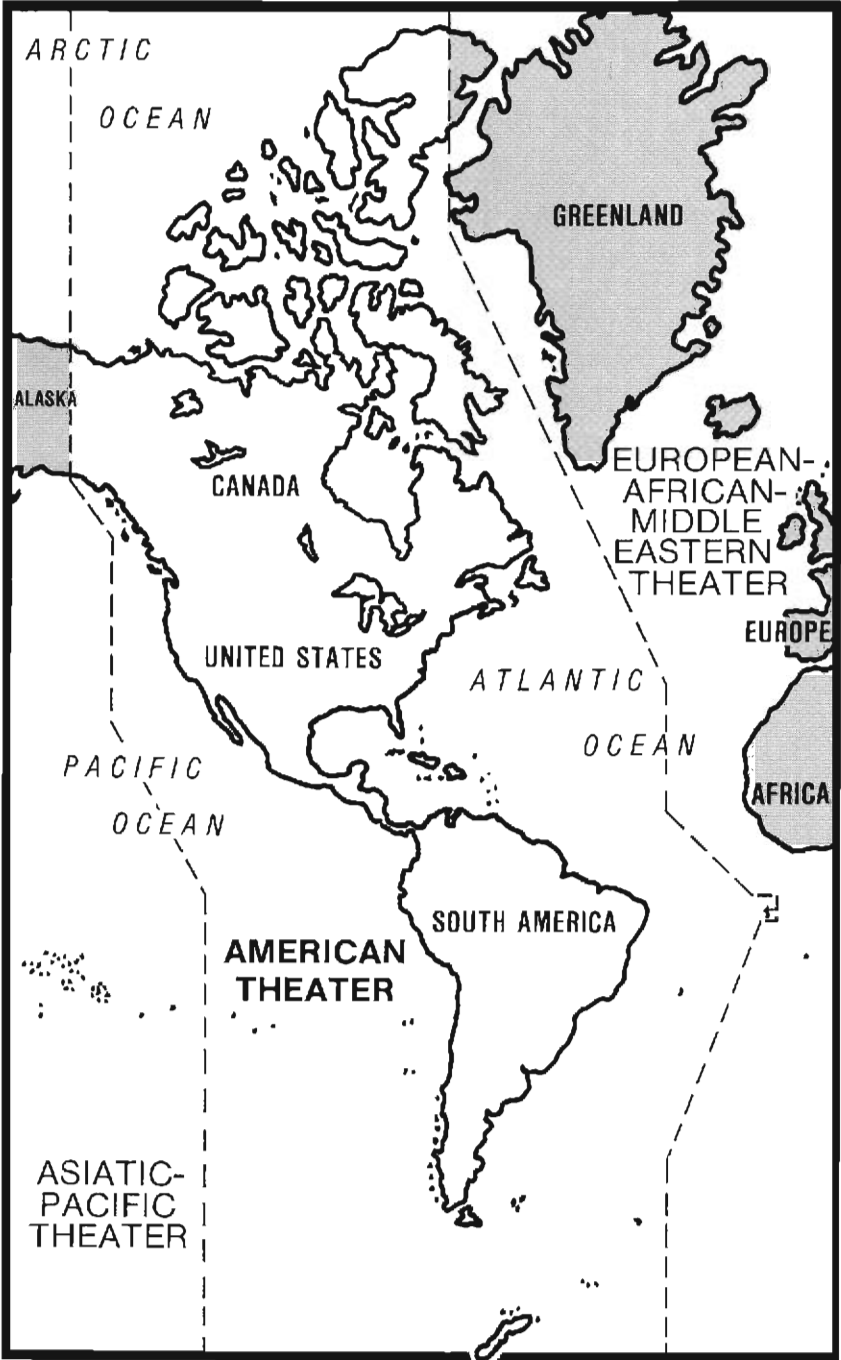 ARCTIC
OCEAN
GREENLAND
ALASKA
CANADA
EUROPEAN-
AFRICAN-
MIDDLE
EASTERN
THEATER
EUROPE
UNITED STATES
ATLANTIC
OCEAN
PACIFIC
OCEAN
AFRICA
SOUTH AMERICA
AMERICAN
THEATER
ASIATIC-
PACIFIC
THEATER